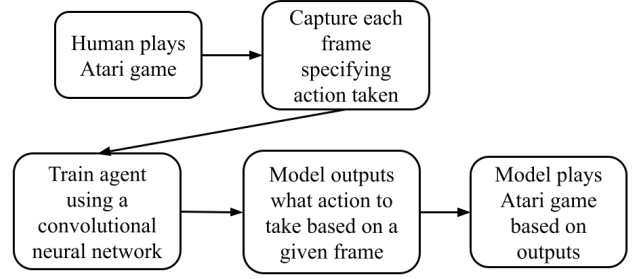 Human plays
Atari game
Capture each
frame
specifying
action taken
Train agent
using a
convolutional
neural network
Model outputs
what action to
take based on a
given frame
Model plays
Atari game
based on
outputs